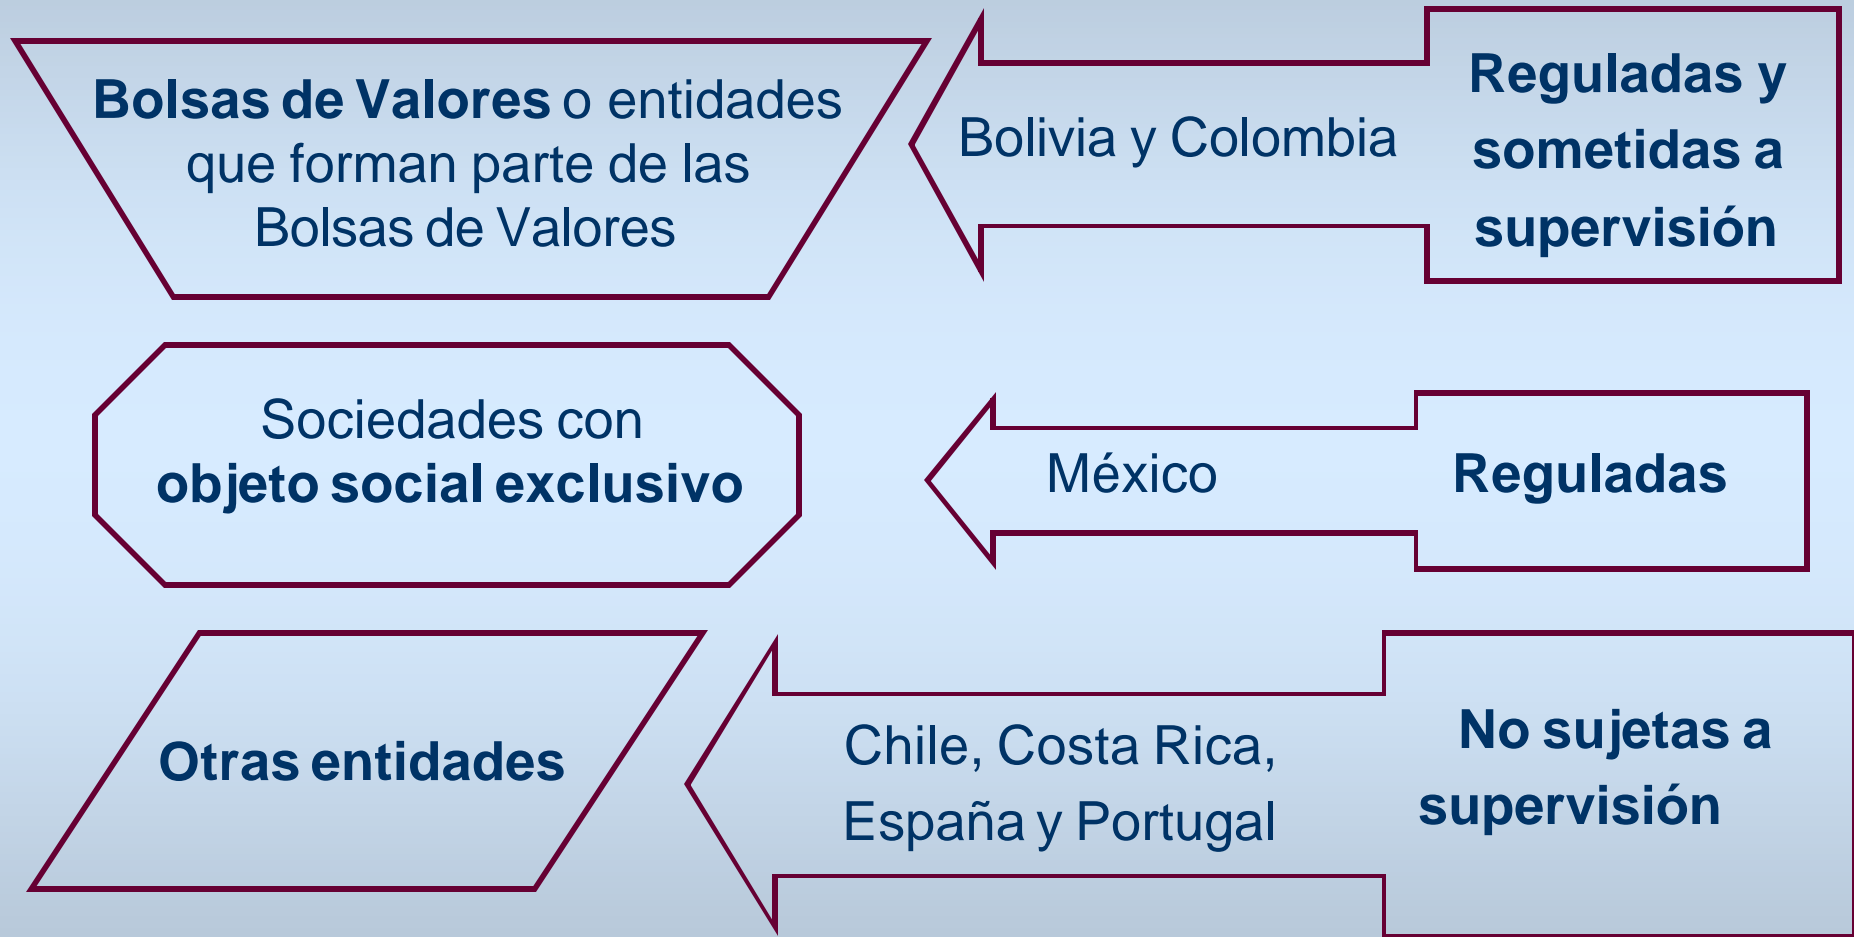 Bolsas de Valores o entidades
que forman parte de las
Bolsas de Valores
Bolivia y Colombia
Reguladas y
sometidas a
supervisión
Sociedades con
objeto social exclusivo
México
Reguladas
Otras entidades
Chile, Costa Rica,
España y Portugal
No sujetas a
supervisión